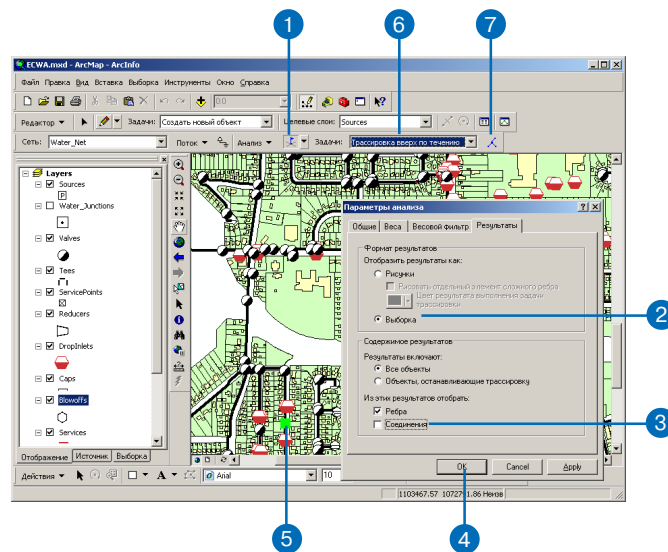 1
6
7
ECWA.mxd - ArcMap - ArcInfo
Файл Правка Вид Вставка Выборка Инструменты Окно Справка
0.0
Редактор Задачи: Создать новый объект Целевые слои: Sources
Сеть: Water_Net Поток Анализ Задачи: Трассировка вверх по течению
Layers
Sources
Water_Junctions
Valves
Tees
ServicePoints
Reducers
DropInlets
Caps
Blowoffs
Services
Отображение Источник Выборка
Параметры анализа
Общие Веса Весовой Фильтр Результаты
Формат результатов
Отобразить результаты как:
Рисунки
Рисовать отдельный элемент сложного ребра
Цвет результата выполнения задачи
трассировки
Выборка
2
Содержимое результатов
Результаты включают:
Все объекты
Объекты, останавливающие трассировку
Из этих результатов отобрать:
Ребра
Соединения
3
OK Cancel Apply
Действия A Arial 10
1103467.57 1072791.86 Неизв
5
4